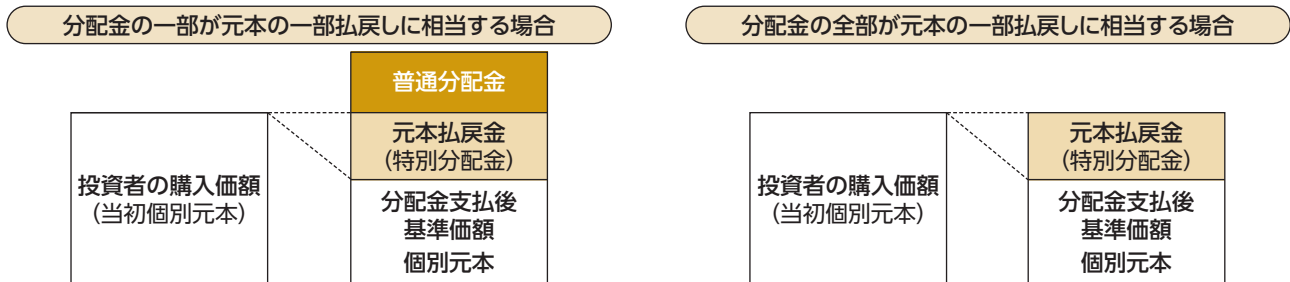 分配金の一部が元本の一部払戻しに相当する場合
普通分配金
元本払戻金
（特別分配金）
投資者の購入価額
（当初個別元本）
分配金支払後
基準価額
個別元本
分配金の全部が元本の一部払戻しに相当する場合
元本払戻金
（特別分配金）
投資者の購入価額
（当初個別元本）
分配金支払後
基準価額
個別元本